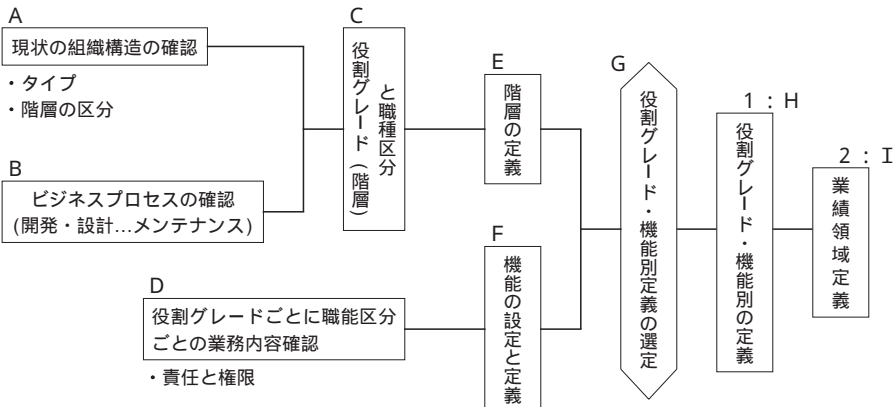 A
現状の組織構造の確認
・タイプ
・階層の区分
B
ビジネスプロセスの確認
(開発・設計…メンテナンス)
C
役割グレード(階層)
と職種区分
D
役割グレードごとに職能区分
ごとの業務内容確認
・責任と権限
E
階層の定義
F
機能の設定と定義
G
役割グレード・機能別定義の選定
1：H
役割グレード・機能別の定義
2：I
業績領域定義